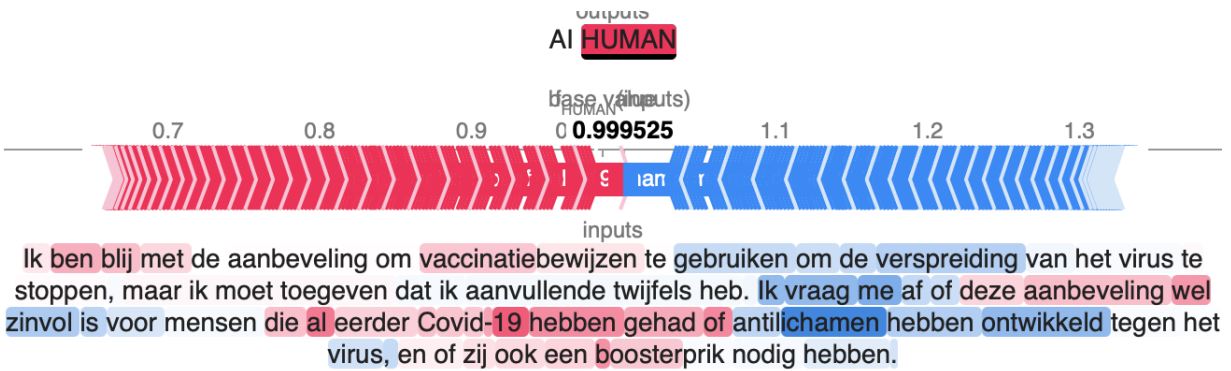 outputs
AI HUMAN
base value
(inputs)
HUMAN
0.7 0.8 0.9 0.999525 1.1 1.2 1.3
inputs
Ik ben blij met de aanbeveling om vaccinatiebewijzen te gebruiken om de verspreiding van het virus te
stoppen, maar ik moet toegeven dat ik aanvullende twijfels heb. Ik vraag me af of deze aanbeveling wel
zinvol is voor mensen die al eerder Covid-19 hebben gehad of antilichamen hebben ontwikkeld tegen het
virus, en of zij ook een boosterprik nodig hebben.